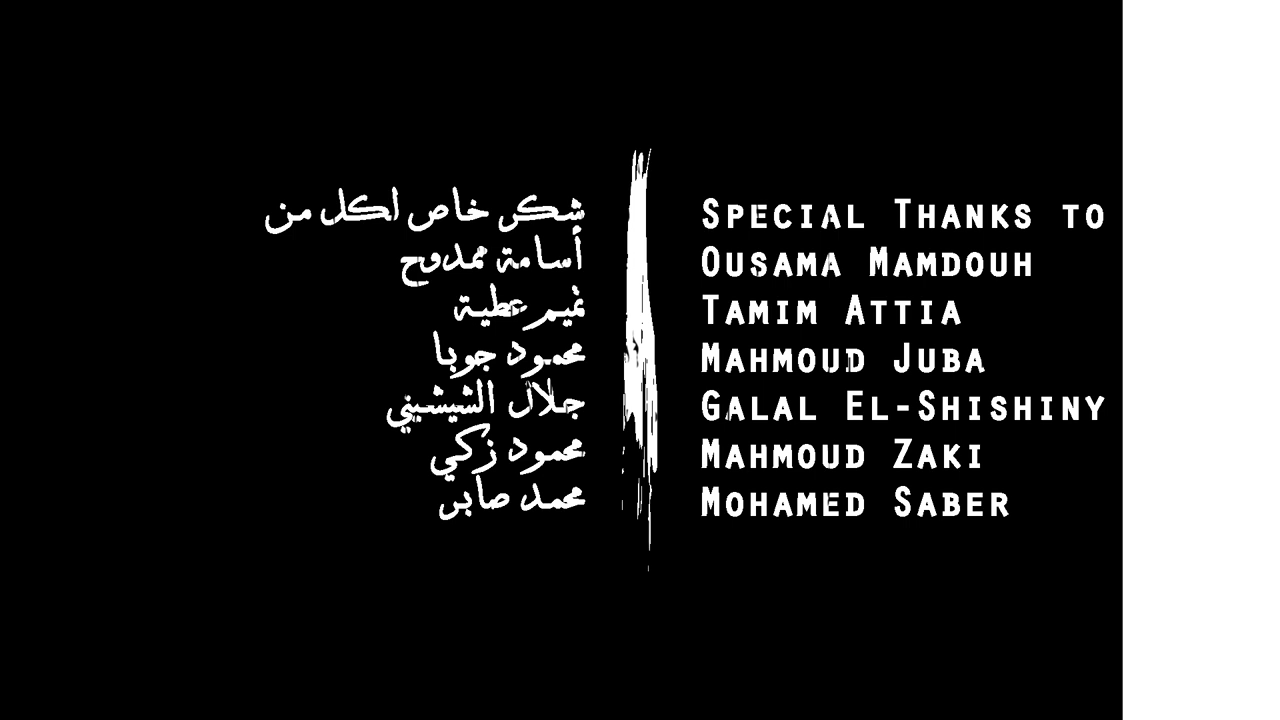 شكر خاص لكل من
أسامة ممدوح
تميم عطية
محمود جوبا
جلال الشيشيني
محمود زكي
محمد صابر
Special Thanks to
Ousama Mamdouh
Tamim Attia
Mahmoud Juba
Galal El-Shishiny
Mahmoud Zaki
Mohamed Saber